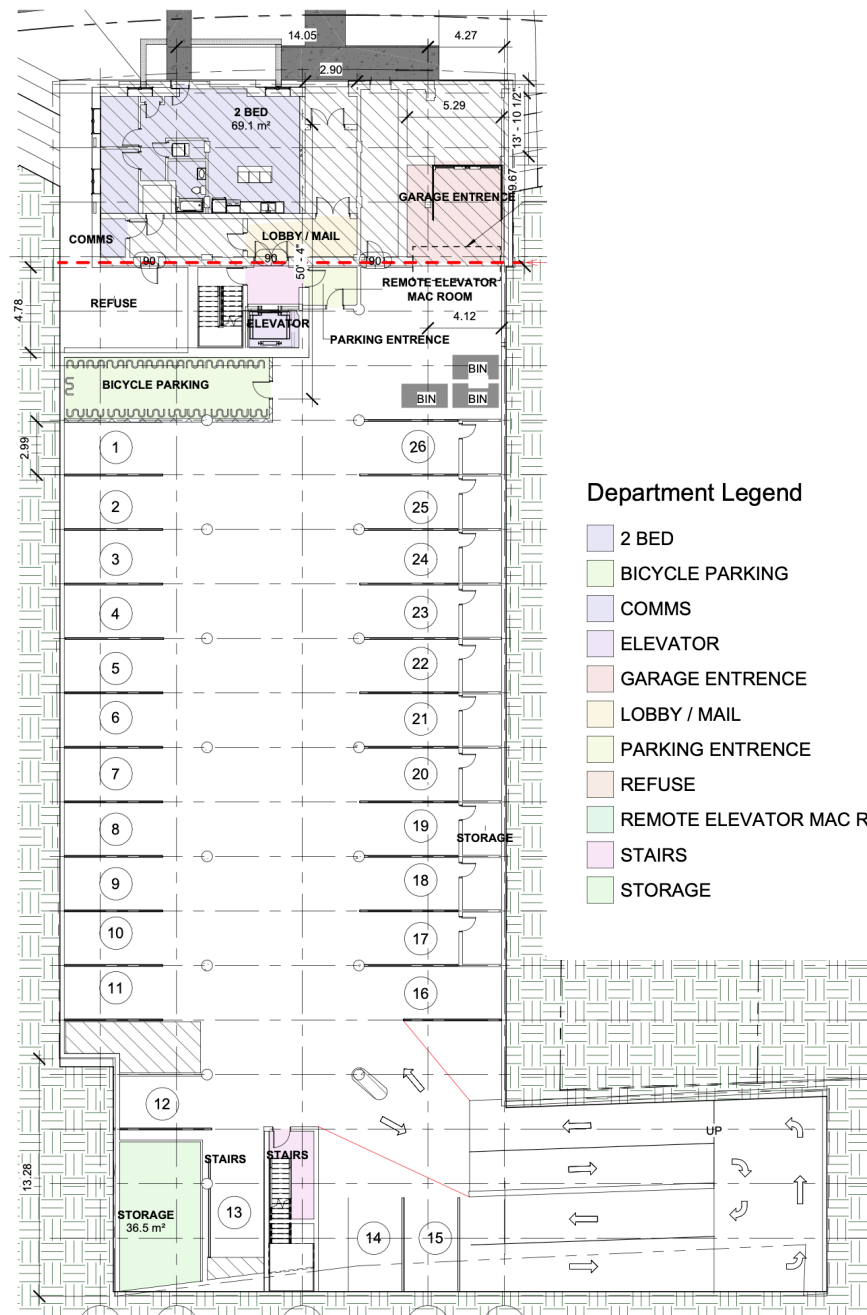 14.05
4.27
2.90
2 BED
69.1 m²
5.29
13' - 10 1/2"
9.67
GARAGE ENTRENCE
COMMS
LOBBY / MAIL
90
90
90
50' - 4"
REFUSE
REMOTE ELEVATOR
MAC ROOM
4.78
ELEVATOR
4.12
PARKING ENTRENCE
BIN
BICYCLE PARKING
BIN
BIN
2.99
1
26
2
25
3
24
4
23
5
22
6
21
7
20
8
19
STORAGE
9
18
10
17
11
16
12
UP
STAIRS
STAIRS
13.28
STORAGE
36.5 m²
13
14
15
Department Legend
2 BED
BICYCLE PARKING
COMMS
ELEVATOR
GARAGE ENTRENCE
LOBBY / MAIL
PARKING ENTRENCE
REFUSE
REMOTE ELEVATOR MAC R
STAIRS
STORAGE